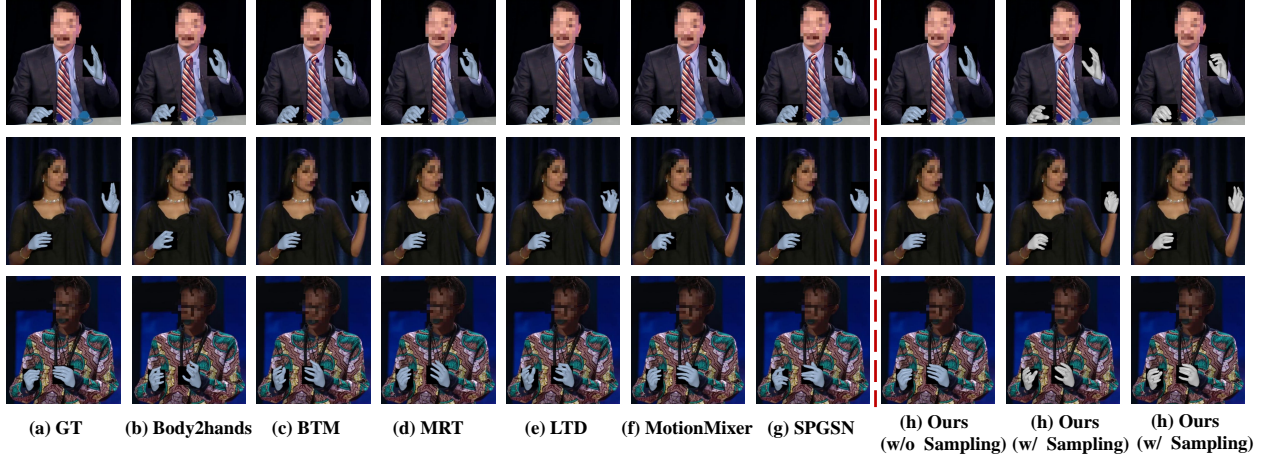 (a) GT
(b) Body2hands
(c) BTM
(d) MRT
(e) LTD
(f) MotionMixer
(g) SPGSN
(h) Ours
(w/o Sampling)
(h) Ours
(w/ Sampling)
(h) Ours
(w/ Sampling)